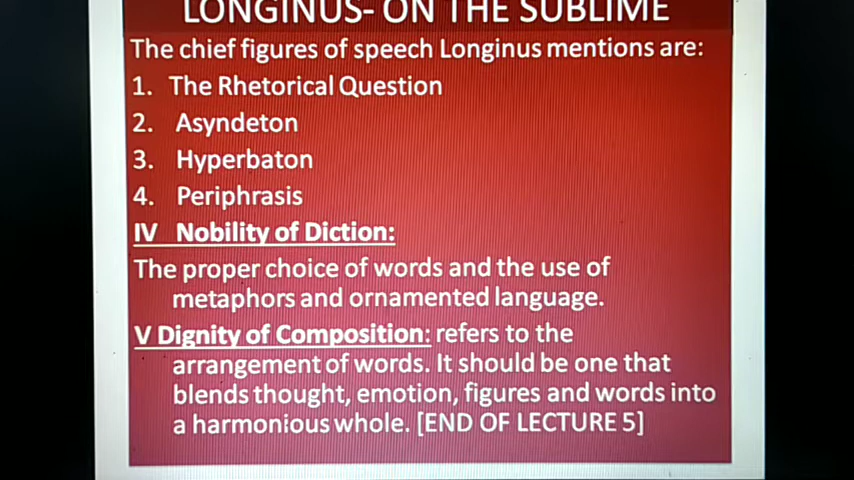 LONGINUS- ON THE SUBLIME
The chief figures of speech Longinus mentions are:
1. The Rhetorical Question
2. Asyndeton
3. Hyperbaton
4. Periphrasis
IV Nobility of Diction:
The proper choice of words and the use of
metaphors and ornamented language.
V Dignity of Composition: refers to the
arrangement of words. It should be one that
blends thought, emotion, figures and words into
a harmonious whole. [END OF LECTURE 5]